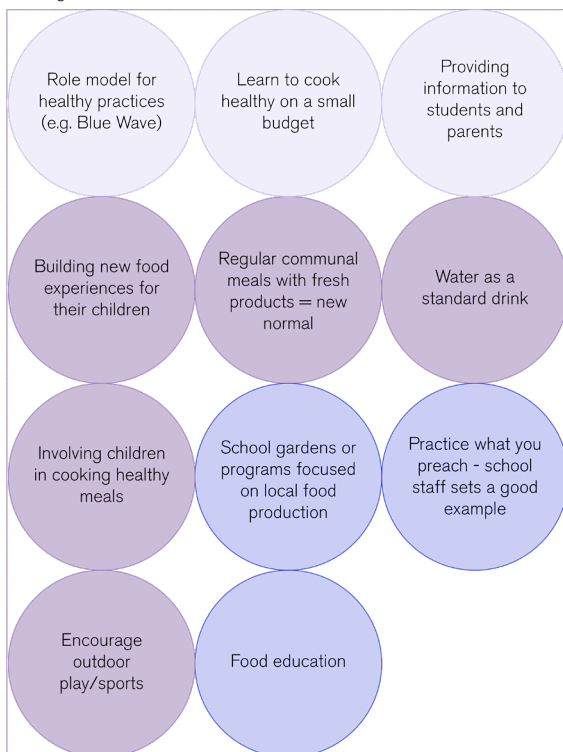 Role model for
healthy practices
(e.g. Blue Wave)
Learn to cook
healthy on a small
budget
Providing
information to
students and
parents
Building new food
experiences for
their children
Regular communal
meals with fresh
products = new
normal
Water as a
standard drink
Involving children
in cooking healthy
meals
School gardens or
programs focused
on local food
production
Practice what you
preach - school
staff sets a good
example
Encourage
outdoor
play/sports
Food education